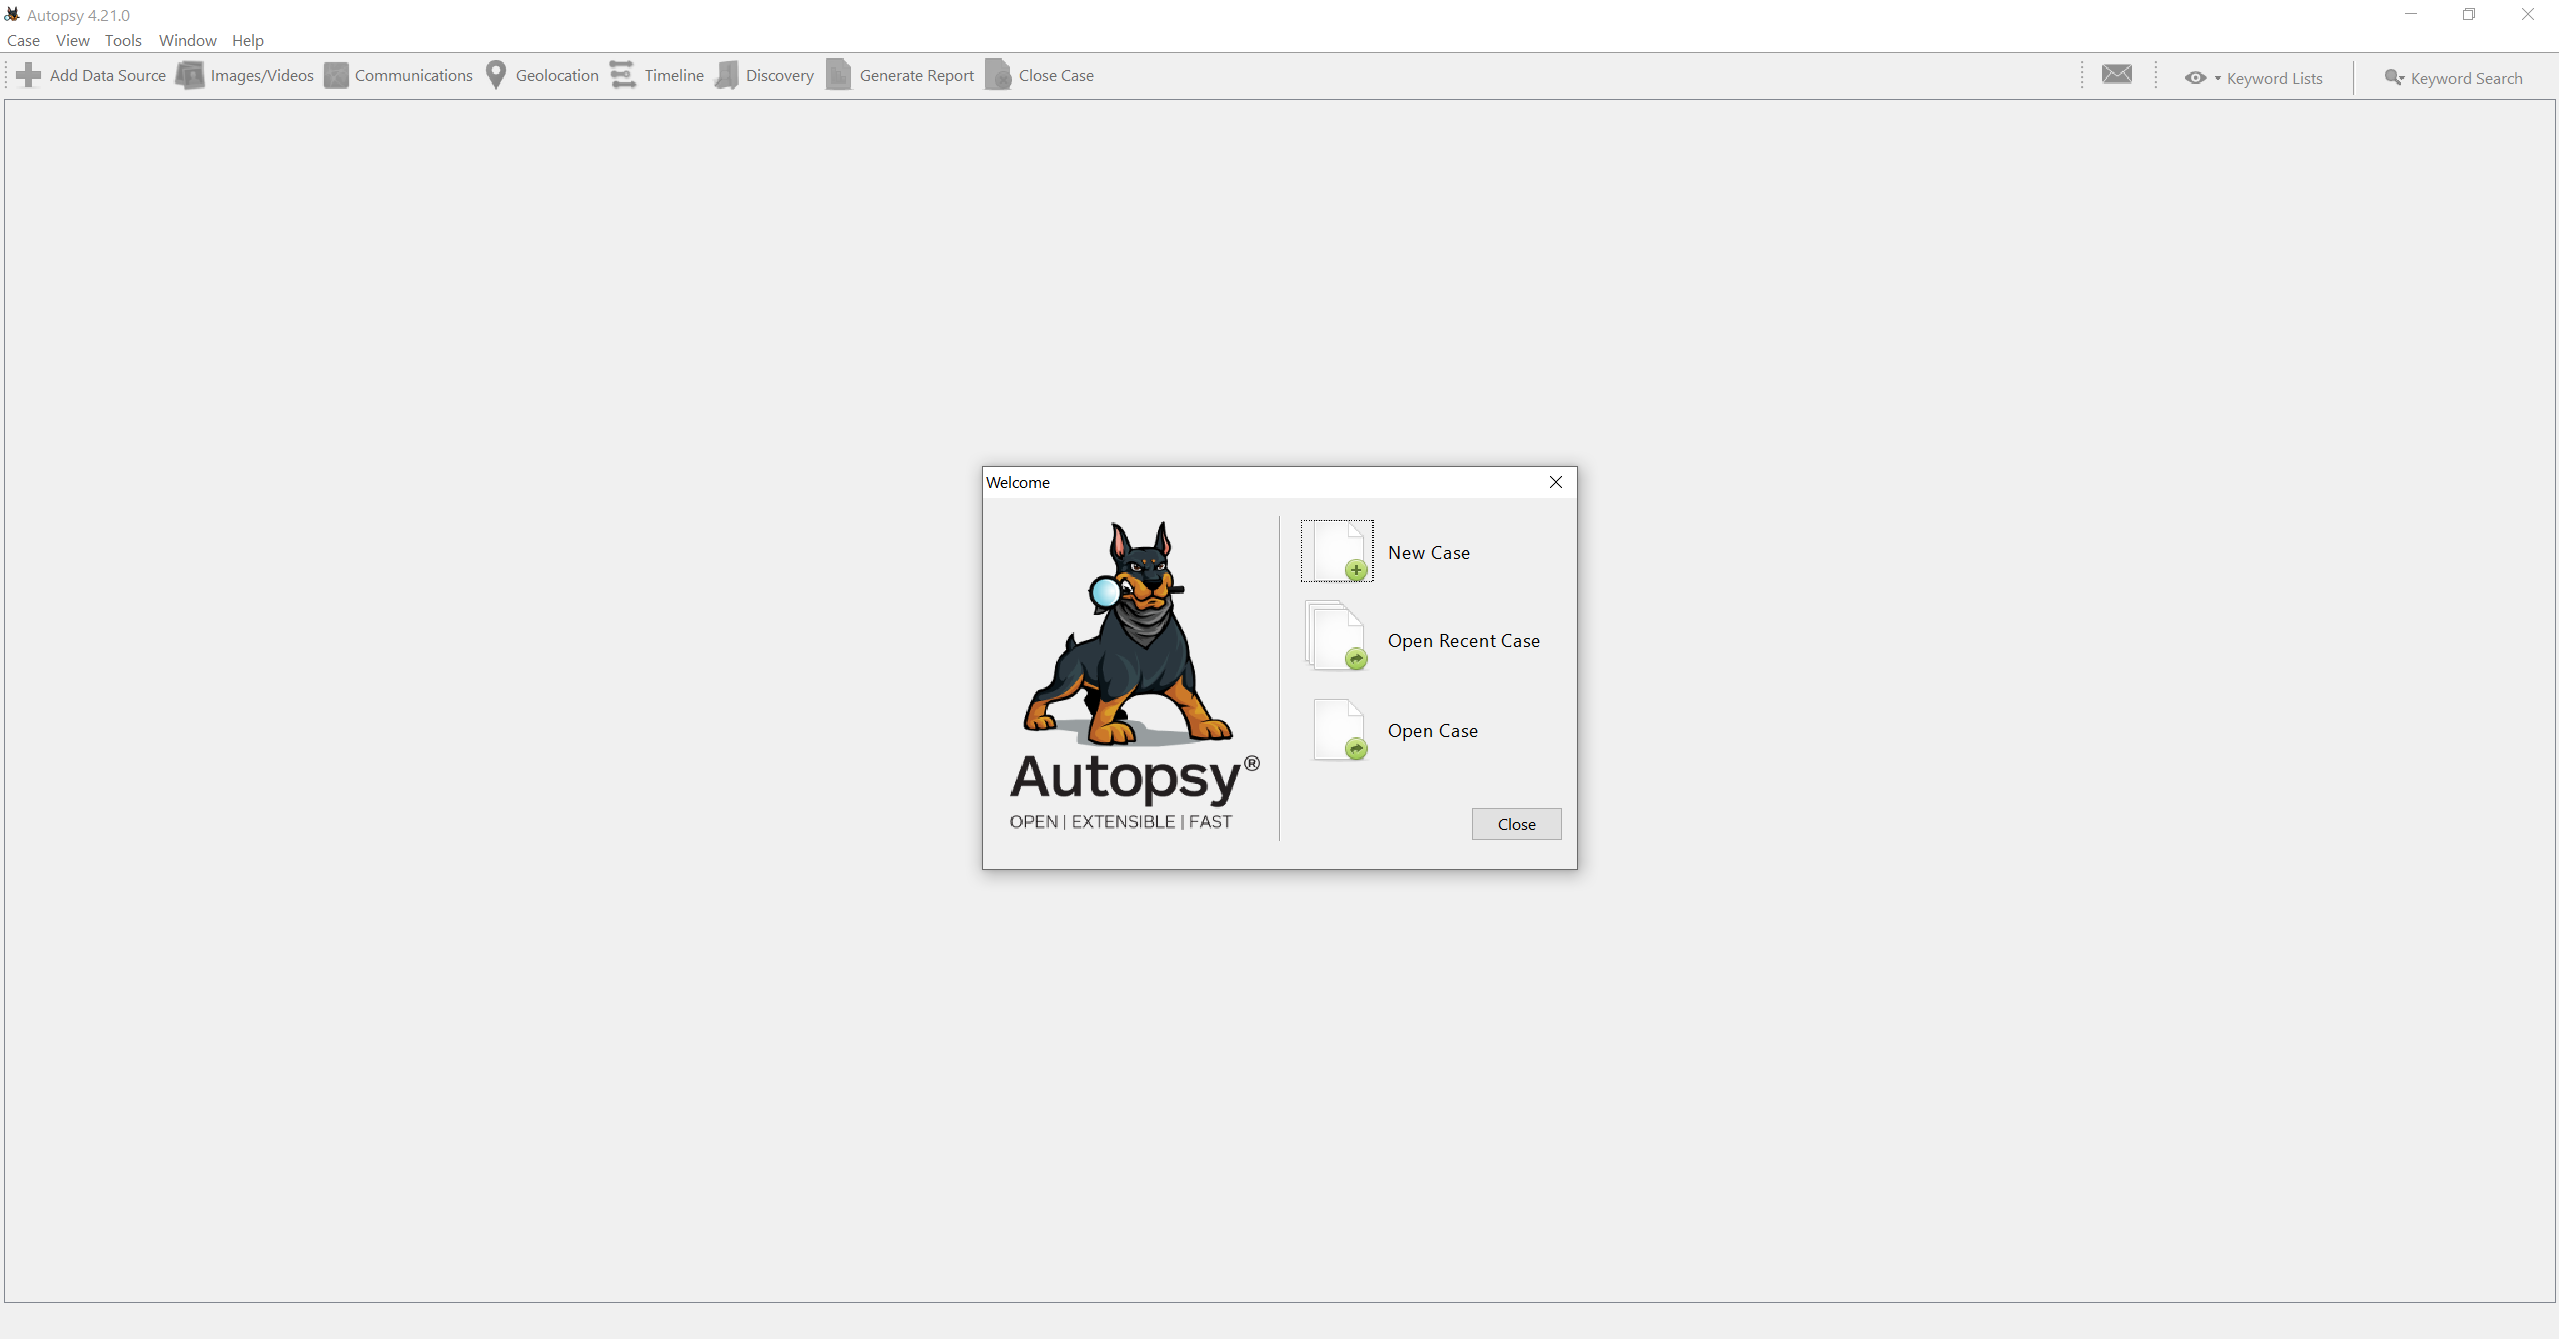 Autopsy 4.21.0
Case View Tools Window Help
Add Data Source Images/Videos Communications Geolocation Timeline Discovery Generate Report Close Case Keyword Lists Keyword Search
Welcome
New Case
Open Recent Case
Open Case
Autopsy®
OPEN | EXTENSIBLE | FAST
Close